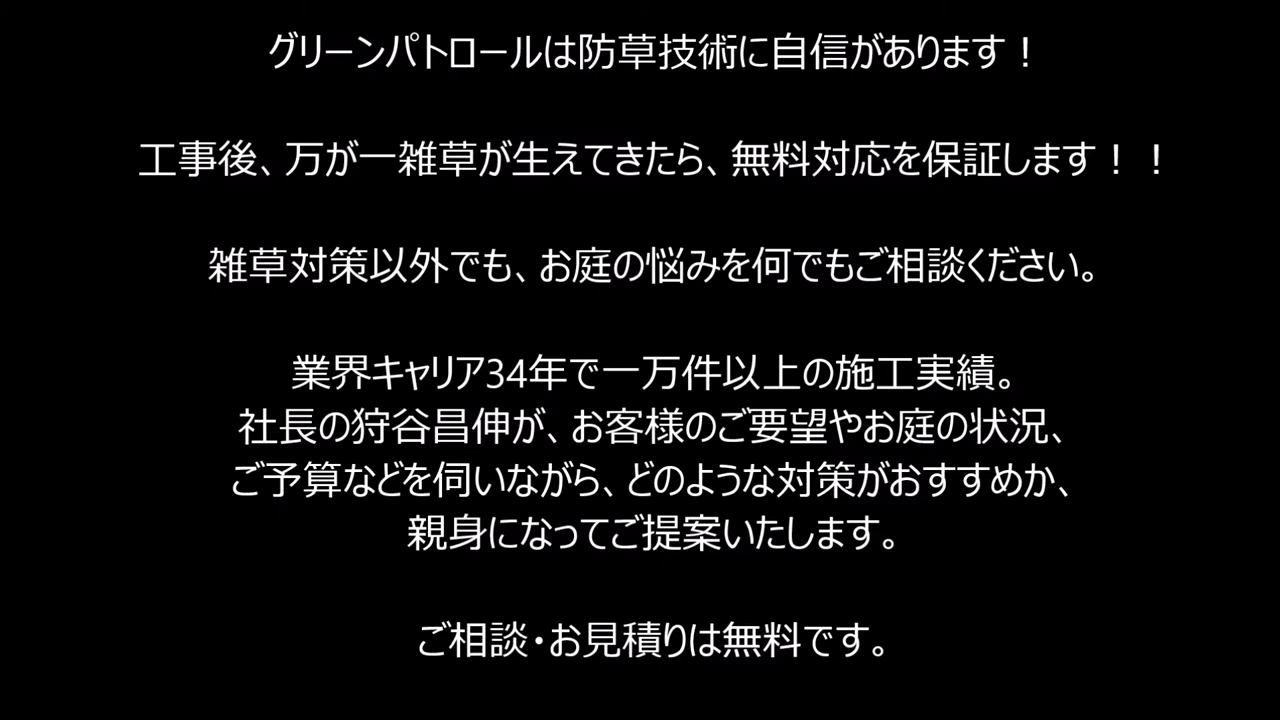 グリーンパトロールは防草技術に自信があります！
工事後、万が一雑草が生えてきたら、無料対応を保証します！！
雑草対策以外でも、お庭の悩みを何でもご相談ください。
業界キャリア34年で一万件以上の施工実績。
社長の狩谷昌伸が、お客様のご要望やお庭の状況、
ご予算などを伺いながら、どのような対策がおすすめか、
親身になってご提案いたします。
ご相談・お見積りは無料です。